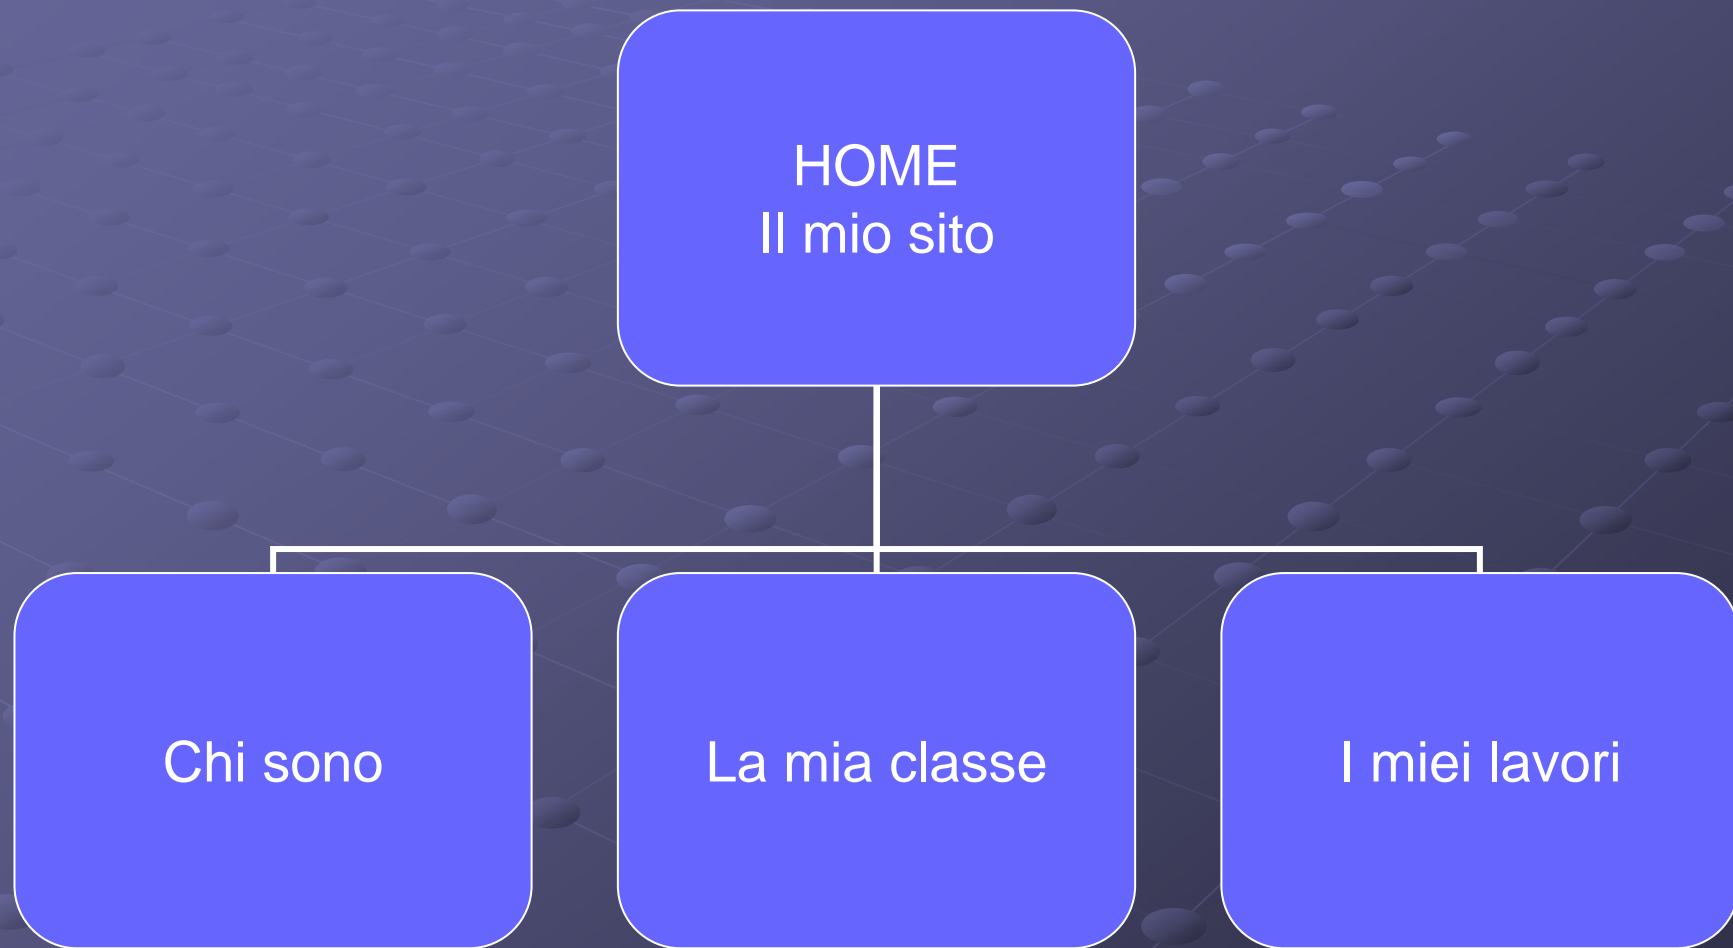 HOME
Il mio sito
Chi sono
La mia classe
I miei lavori